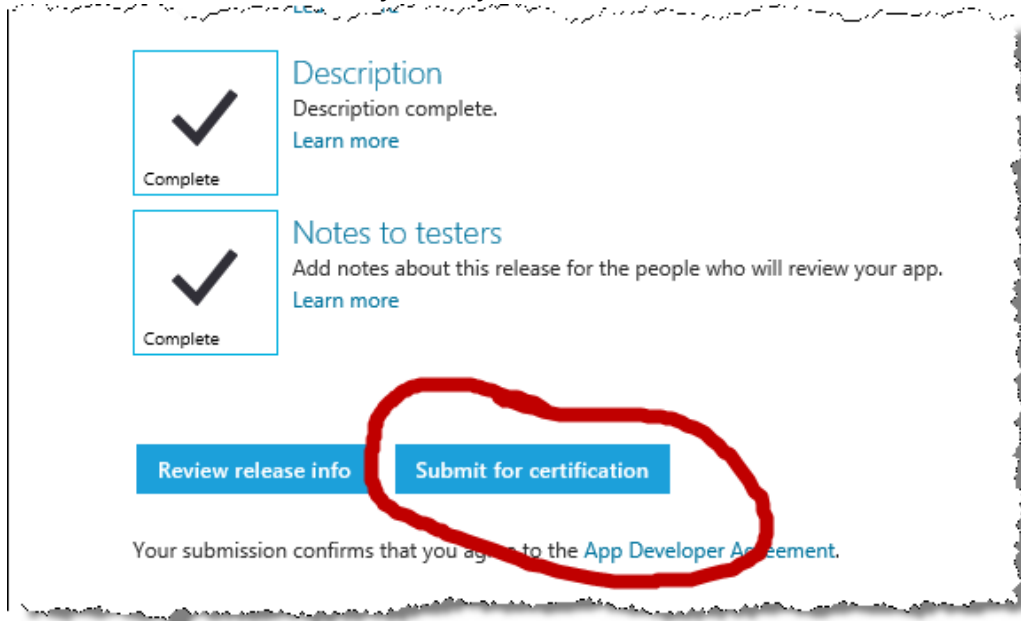 Description
Description complete.
Learn more
Complete
Notes to testers
Add notes about this release for the people who will review your app.
Learn more
Complete
Review release info
Submit for certification
Your submission confirms that you agree to the App Developer Agreement.